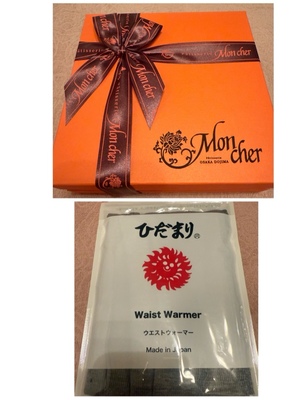 Mon cher
Mon cher
Mon cher
Mon
cher
OSAKA DOJIMA
ひだまり®
Waist Warmer
ウエストウォーマー
Made in Japan